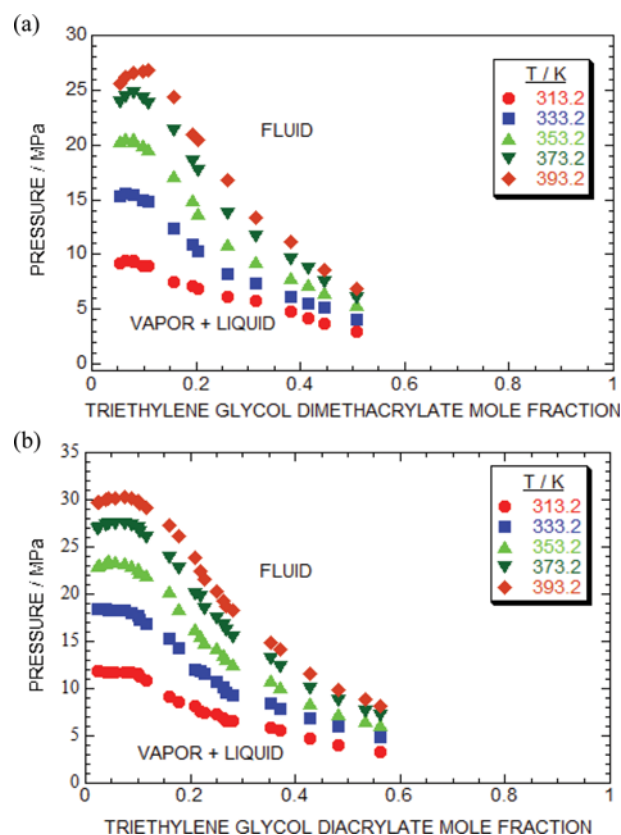 (a)
30
25
20
15
10
5
0
PRESSURE / MPa
FLUID
VAPOR + LIQUID
T / K
313.2
333.2
353.2
373.2
393.2
0 0.2 0.4 0.6 0.8 1
TRIETHYLENE GLYCOL DIMETHACRYLATE MOLE FRACTION
(b)
35
30
25
20
15
10
5
0
PRESSURE / MPa
FLUID
VAPOR + LIQUID
T / K
313.2
333.2
353.2
373.2
393.2
0 0.2 0.4 0.6 0.8 1
TRIETHYLENE GLYCOL DIACRYLATE MOLE FRACTION